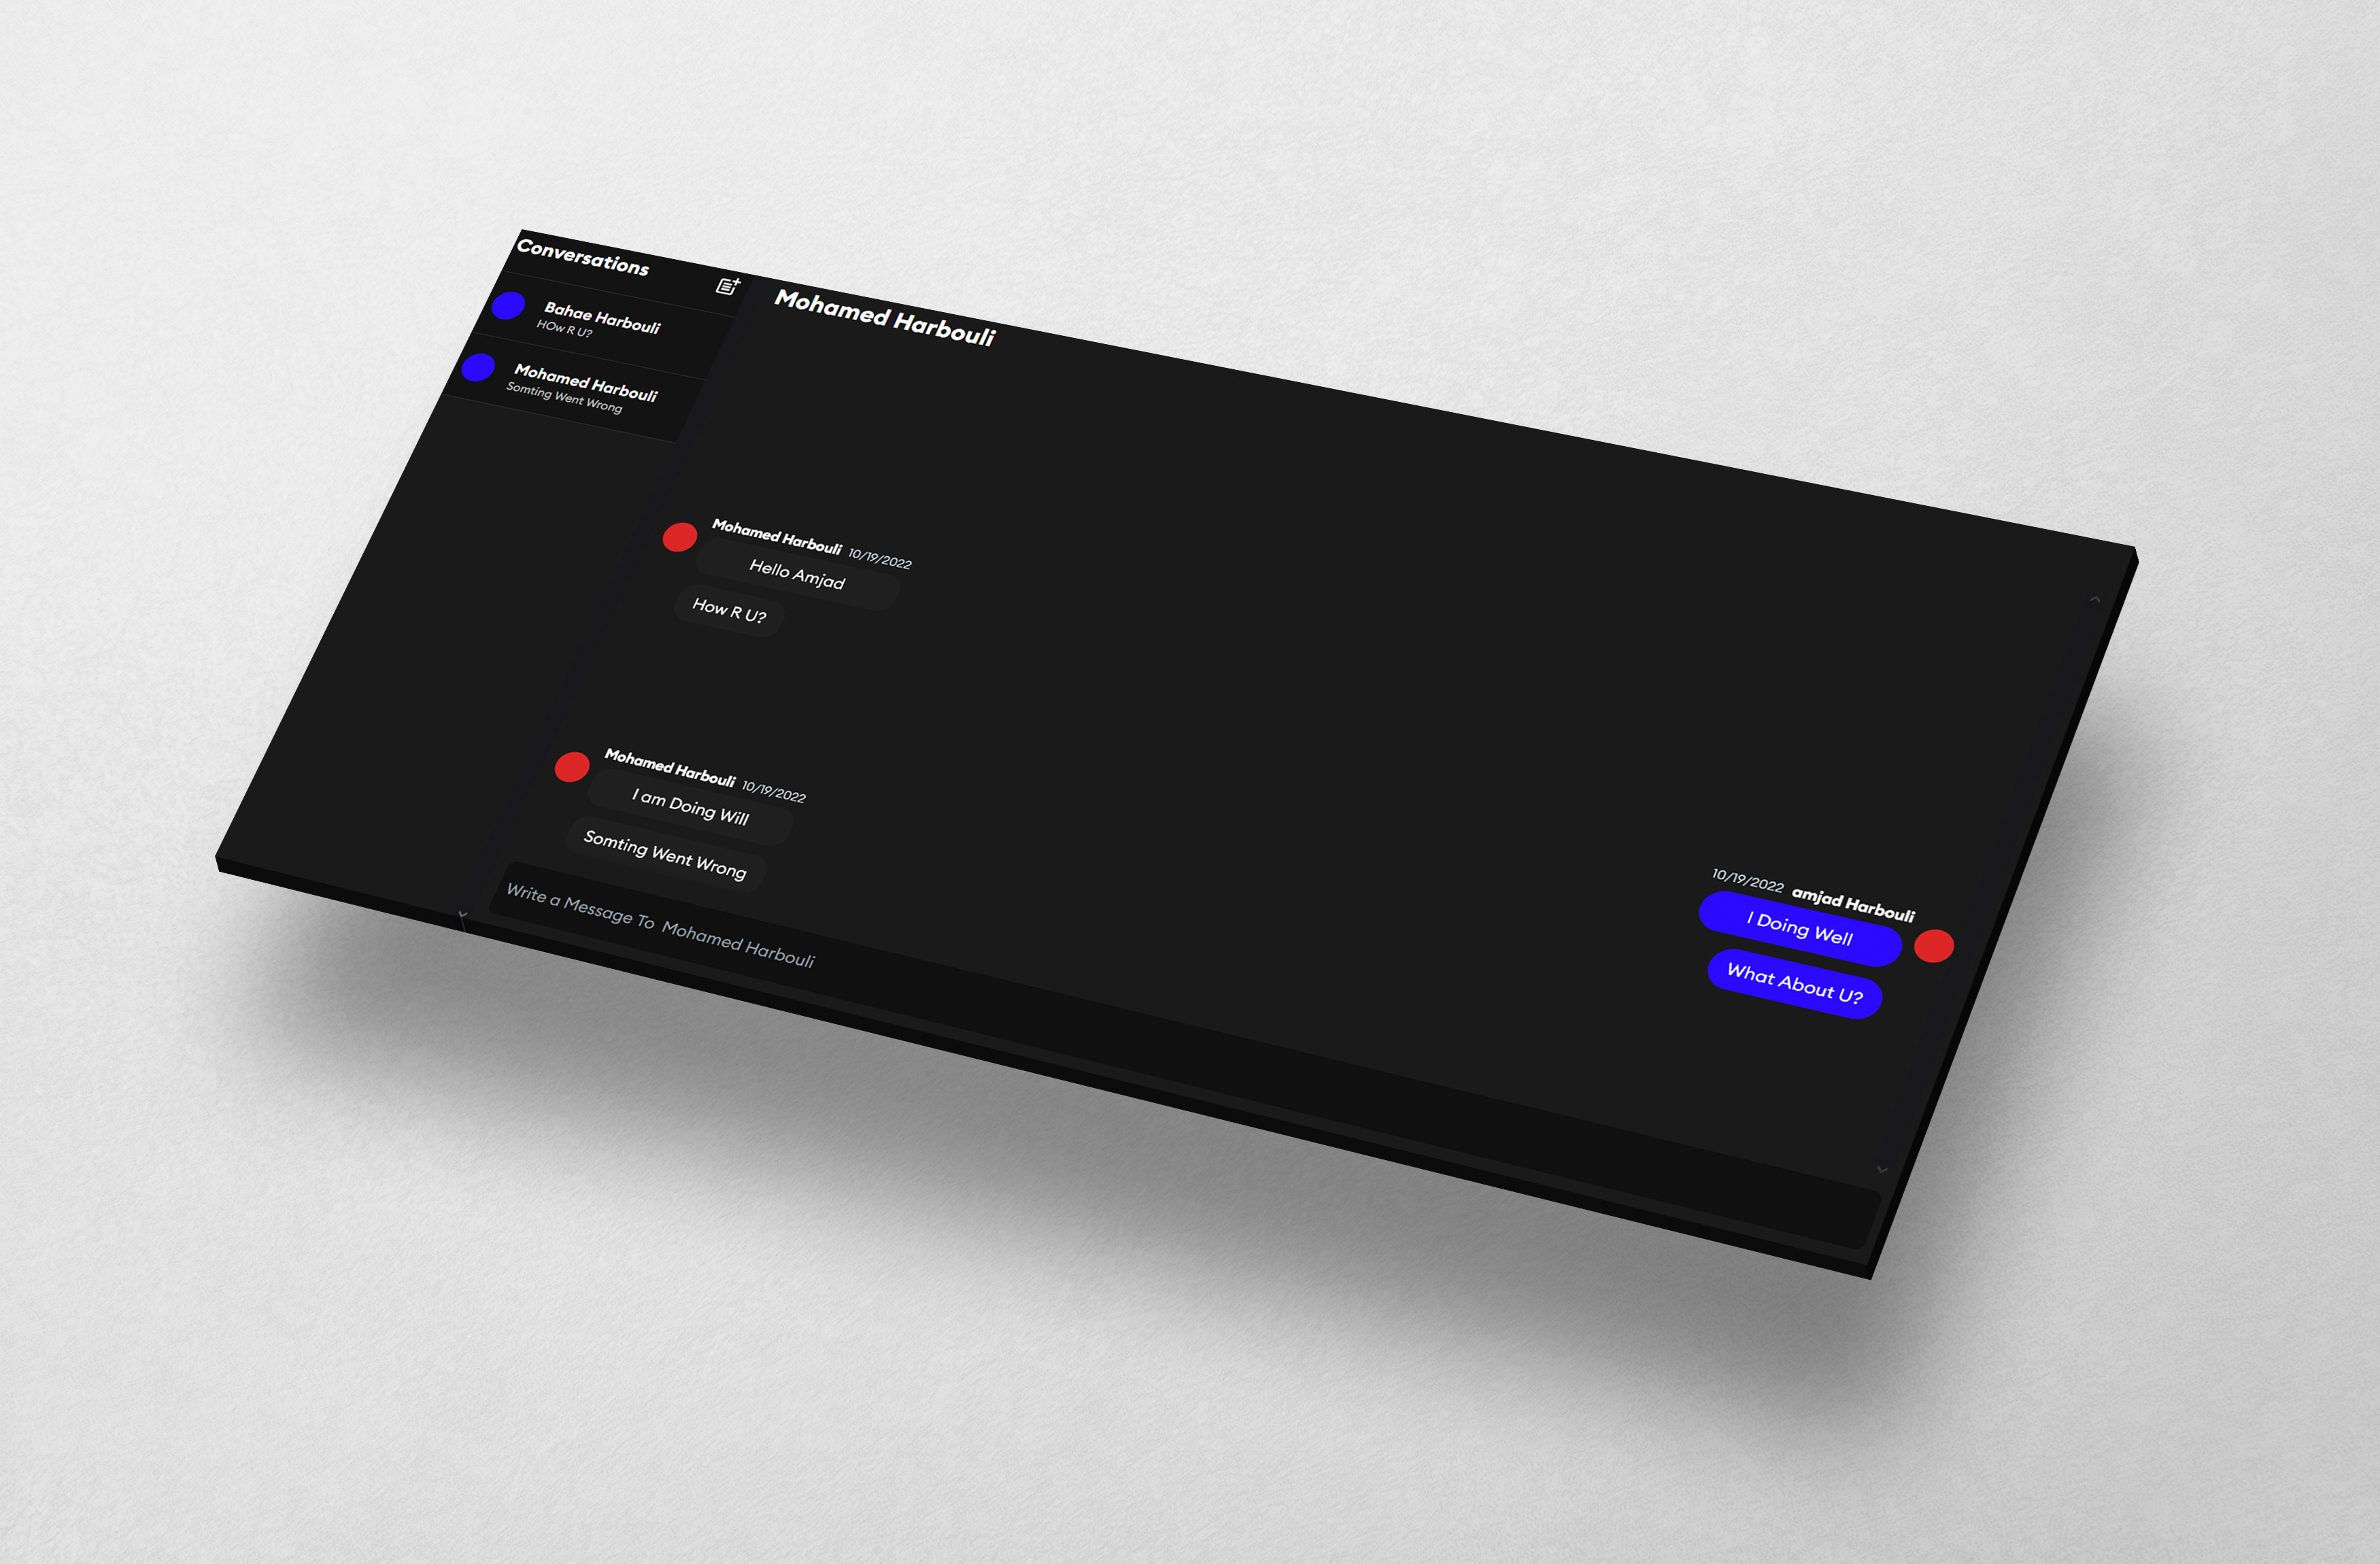 Conversations
Bahae Harbouli
HOw R U?
Mohamed Harbouli
Somting Went Wrong
Mohamed Harbouli
Mohamed Harbouli 10/19/2022
Hello Amjad
How R U?
10/19/2022 amjad Harbouli
I Doing Well
What About U?
Mohamed Harbouli 10/19/2022
I am Doing Will
Somting Went Wrong
Write a Message To Mohamed Harbouli